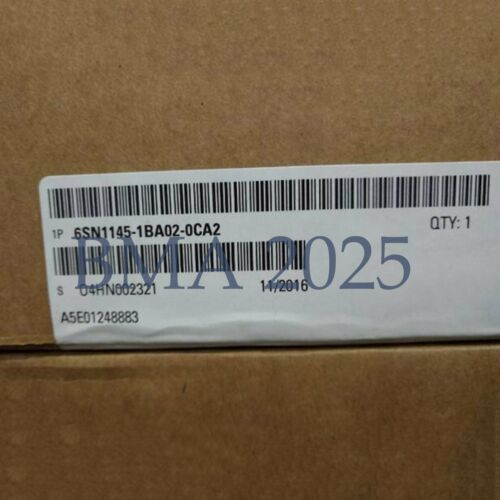 1P 6SN1145-1BA02-0CA2
QTY: 1
BMA 2025
S O4HN002321 11/2016
A5E01248883